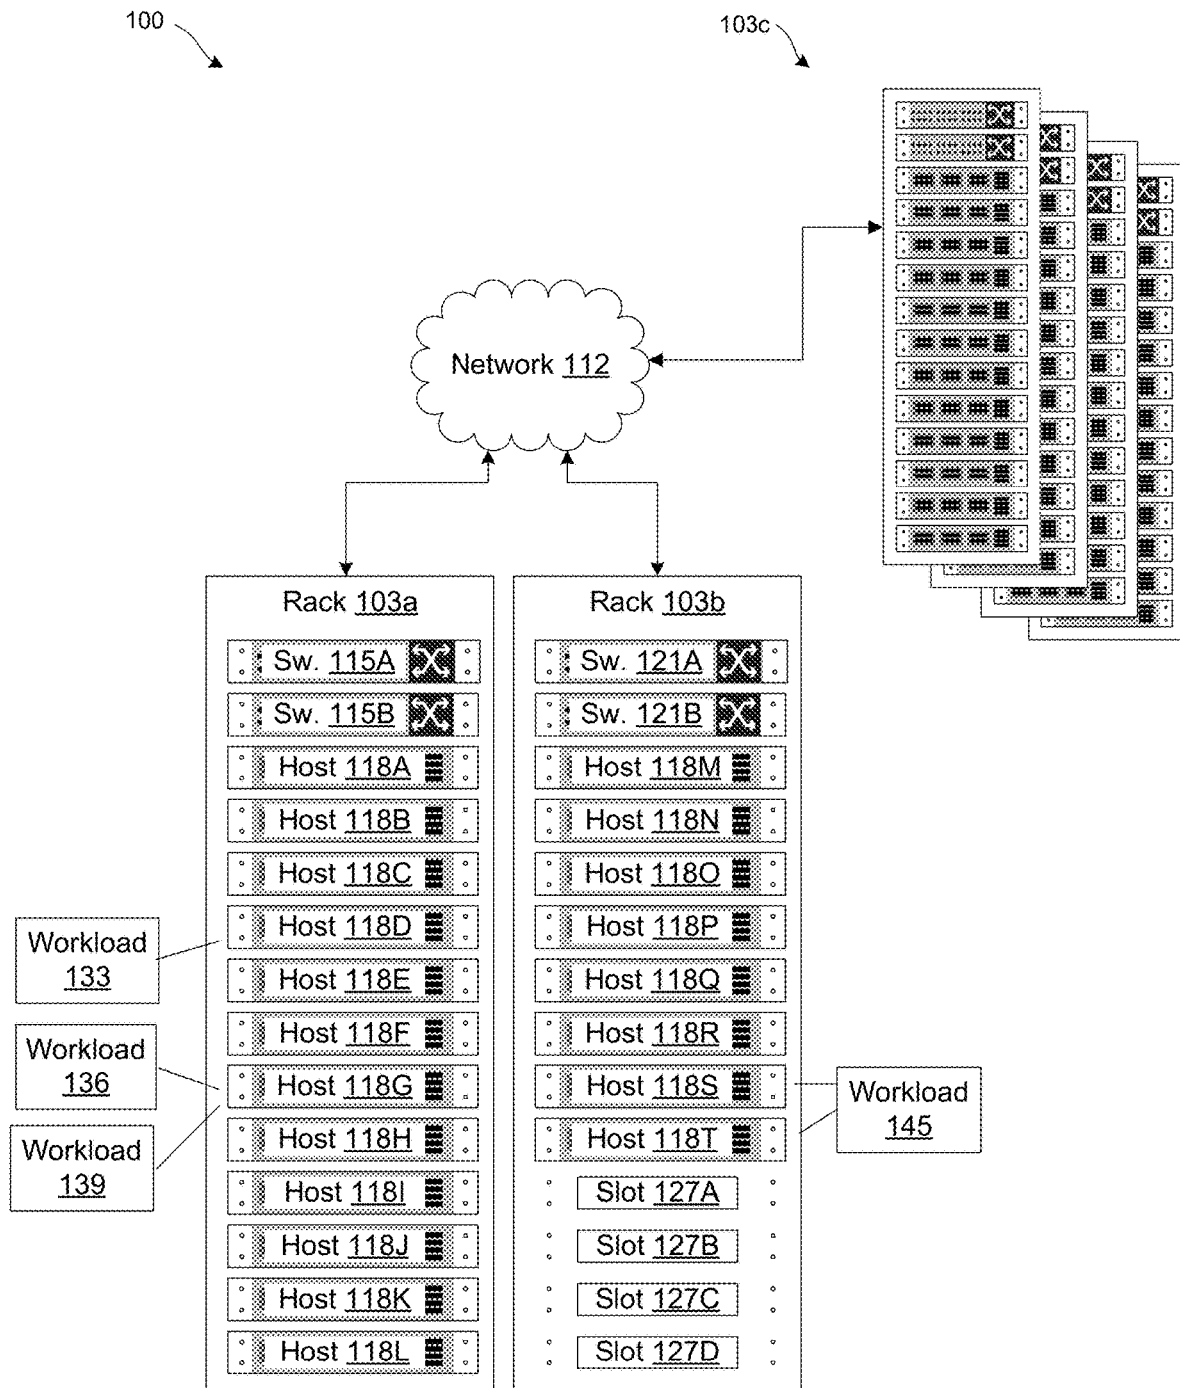 100
103c
Network 112
Rack 103a
Sw. 115A
Sw. 115B
Host 118A
Host 118B
Host 118C
Host 118D
Host 118E
Host 118F
Host 118G
Host 118H
Host 118I
Host 118J
Host 118K
Host 118L
Rack 103b
Sw. 121A
Sw. 121B
Host 118M
Host 118N
Host 118O
Host 118P
Host 118Q
Host 118R
Host 118S
Host 118T
Slot 127A
Slot 127B
Slot 127C
Slot 127D
Workload
133
Workload
136
Workload
139
Workload
145